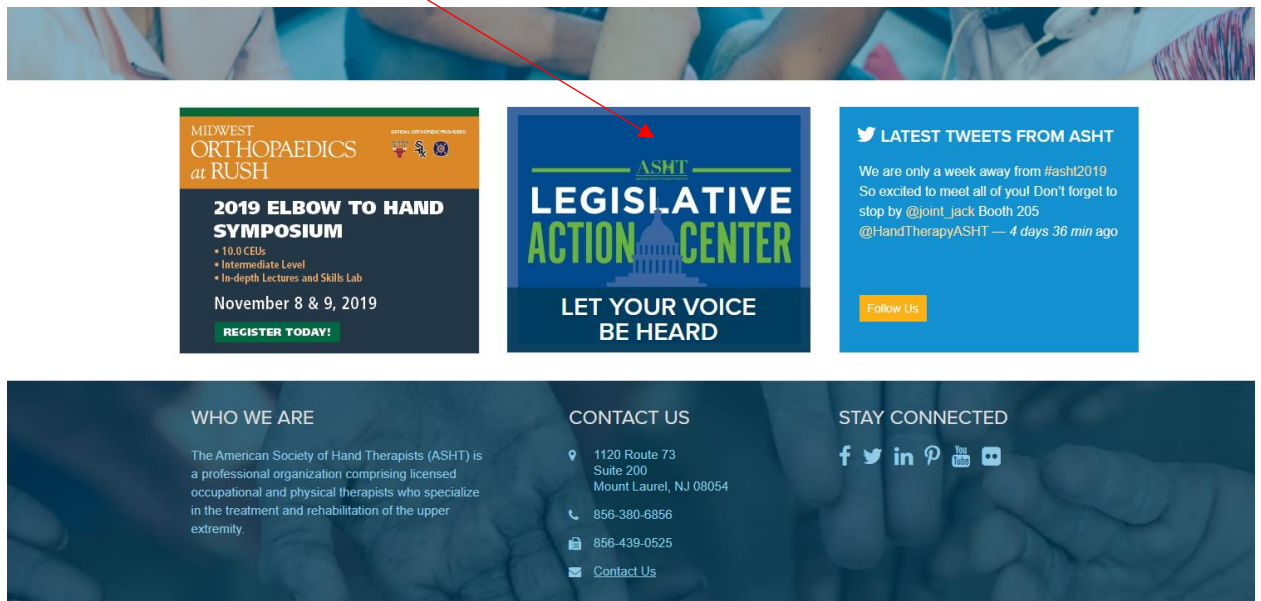 MIDWEST
ORTHOPAEDICS
at RUSH
OFFICIAL ORTHOPEDIC PROVIDERS:
2019 ELBOW TO HAND
SYMPOSIUM
• 10.0 CEUs
• Intermediate Level
• In-depth Lectures and Skills Lab
November 8 & 9, 2019
REGISTER TODAY!
ASHT
LEGISLATIVE
ACTION CENTER
LET YOUR VOICE
BE HEARD
LATEST TWEETS FROM ASHT
We are only a week away from #asht2019
So excited to meet all of you! Don't forget to
stop by @joint_jack Booth 205
@HandTherapyASHT — 4 days 36 min ago
Follow Us
WHO WE ARE
The American Society of Hand Therapists (ASHT) is
a professional organization comprising licensed
occupational and physical therapists who specialize
in the treatment and rehabilitation of the upper
extremity.
CONTACT US
1120 Route 73
Suite 200
Mount Laurel, NJ 08054
856-380-6856
856-439-0525
Contact Us
STAY CONNECTED
You
Tube